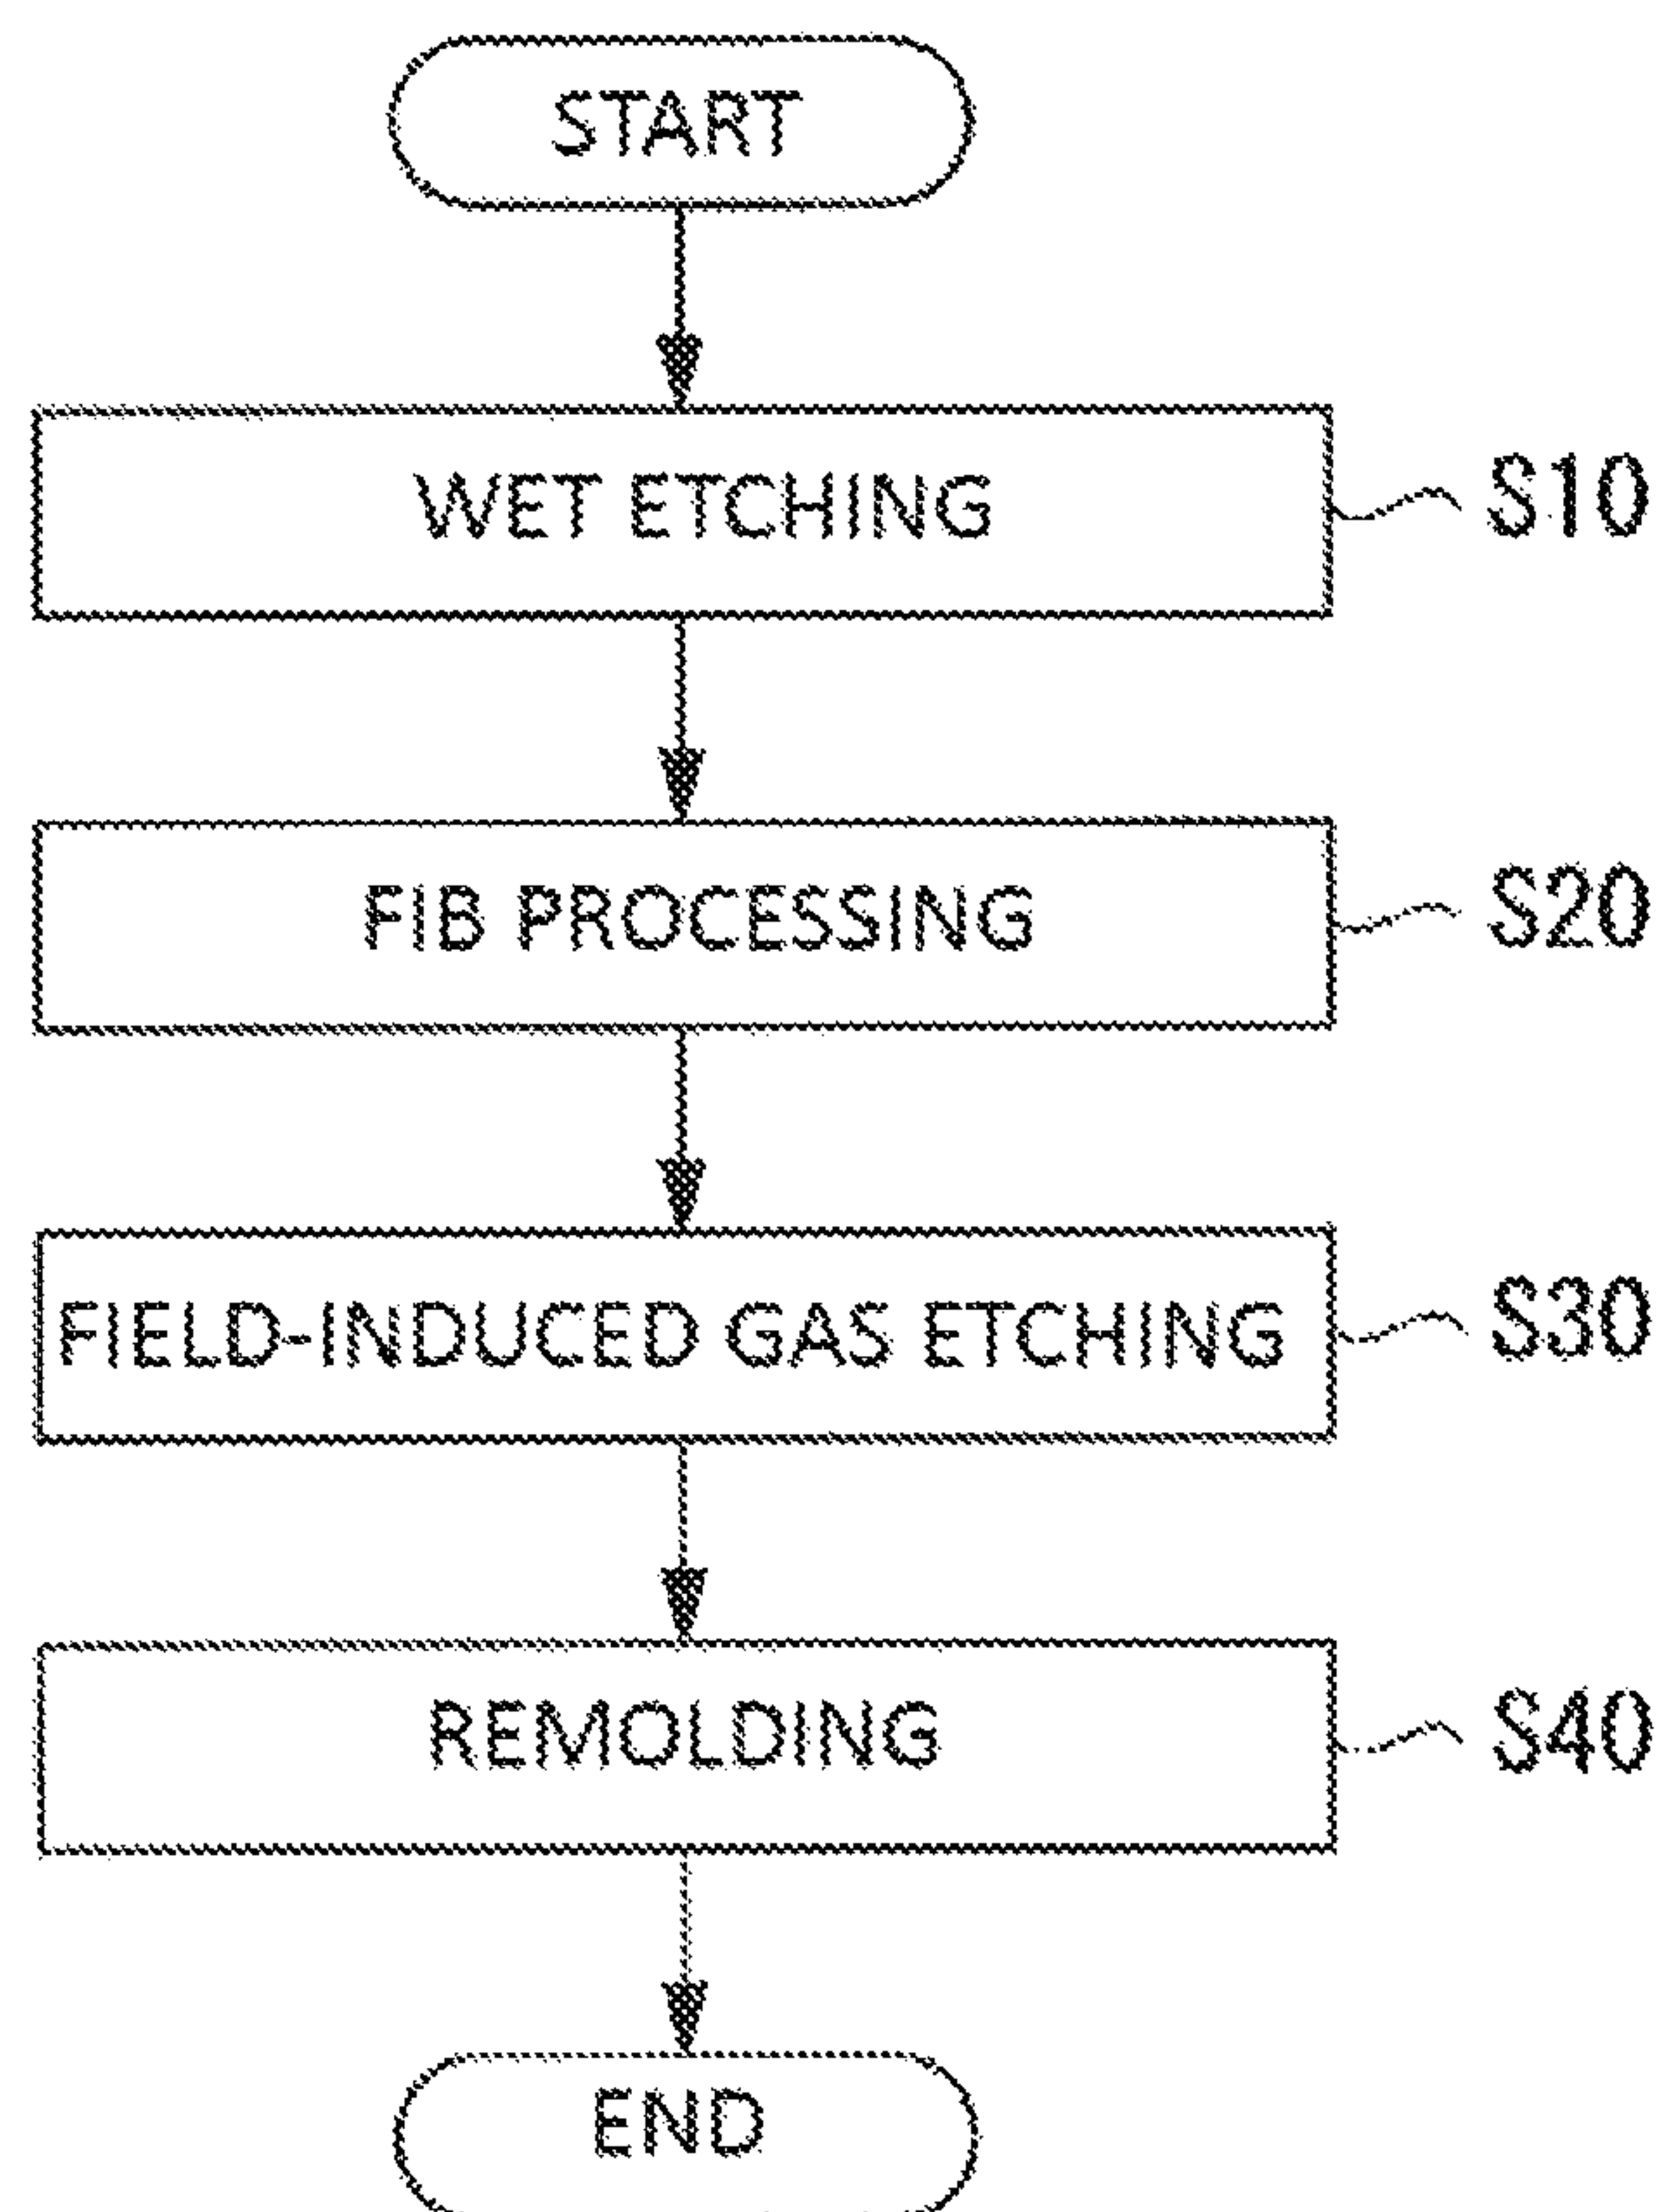 START
WET ETCHING
S10
FIB PROCESSING
S20
FIELD-INDUCED GAS ETCHING
S30
REMOLDING
S40
END